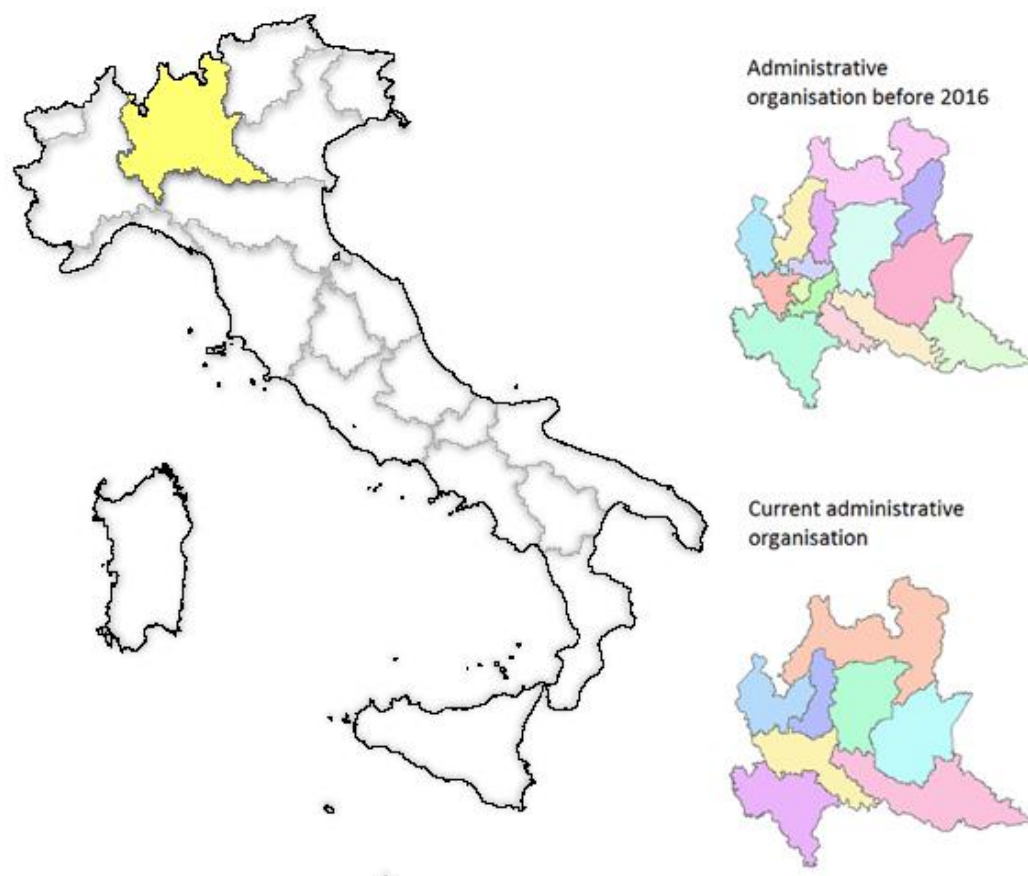 Administrative
organisation before 2016
Current administrative
organisation